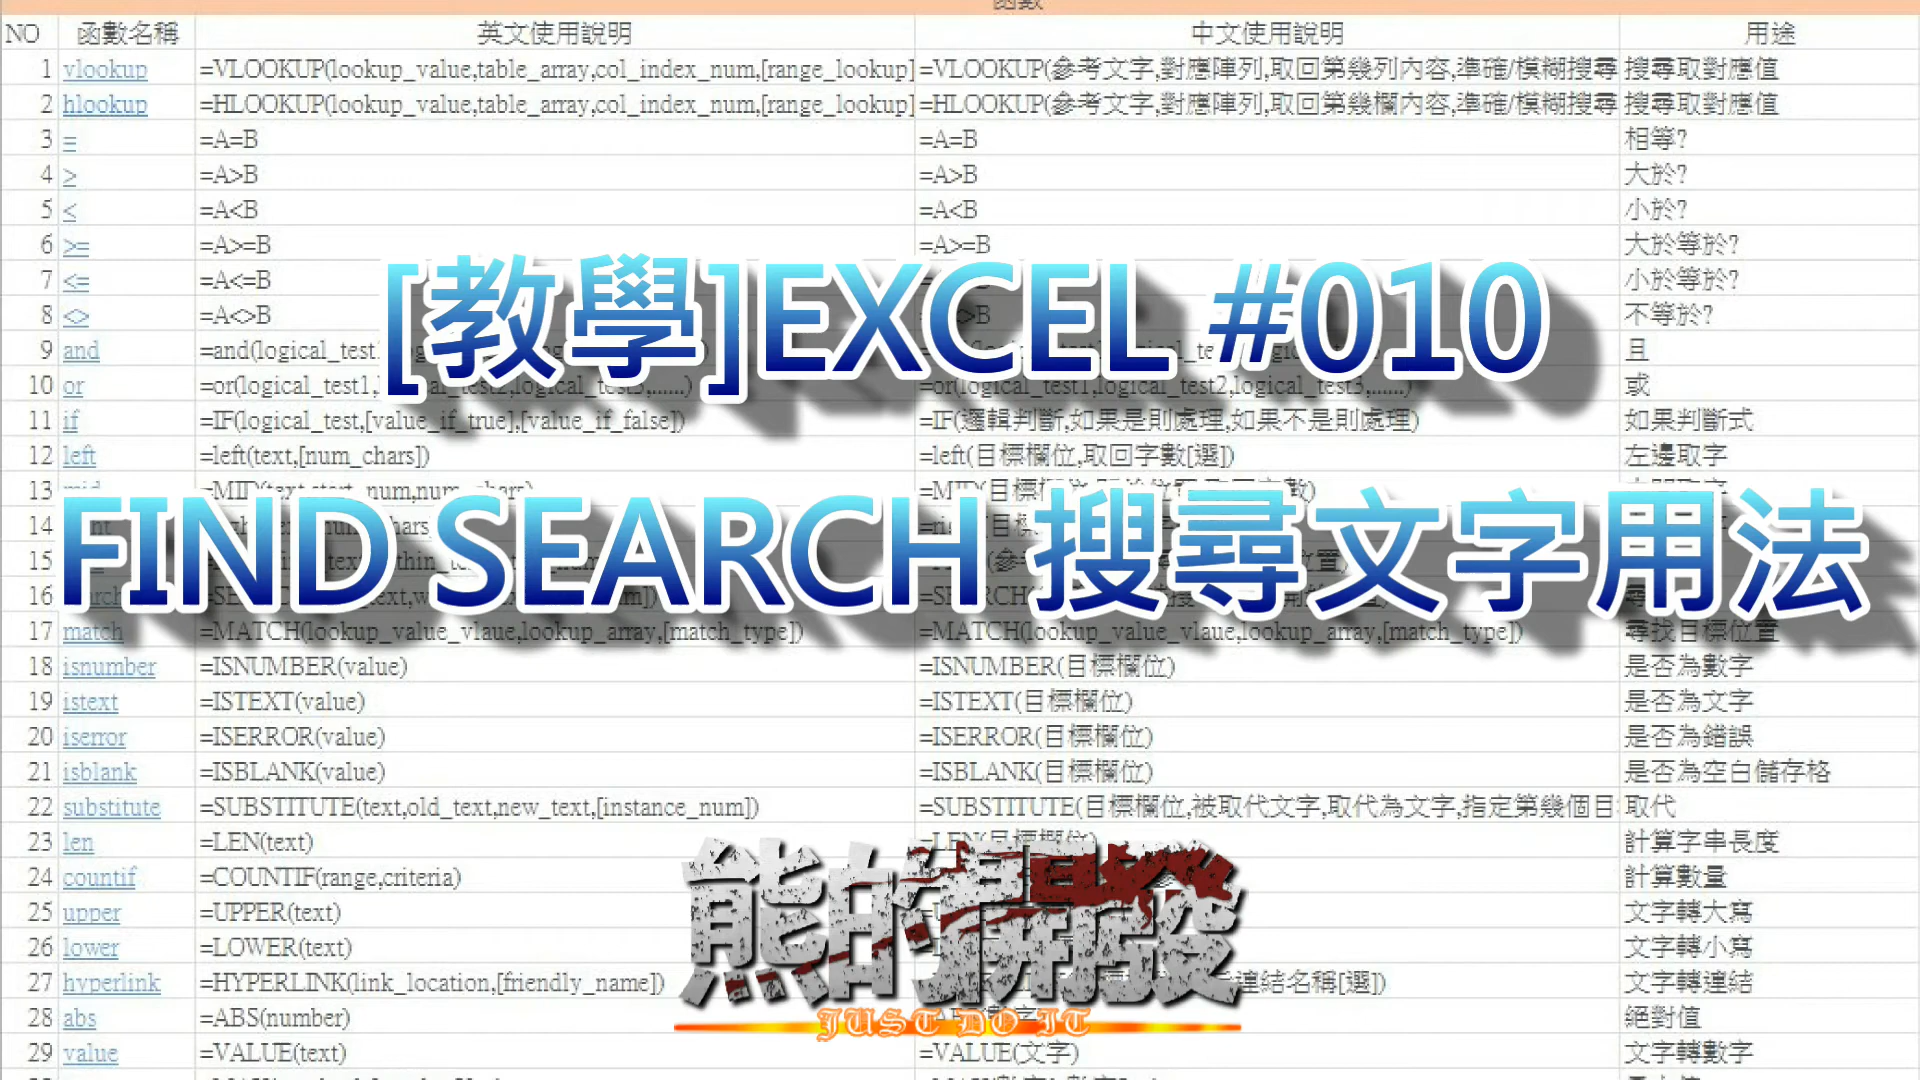 函數
NO 函數名稱 英文使用說明 中文使用說明 用途
1 vlookup =VLOOKUP(lookup_value,table_array,col_index_num,[range_lookup] =VLOOKUP(參考文字,對應陣列,取回第幾列內容,準確/模糊搜尋 搜尋取對應值
2 hlookup =HLOOKUP(lookup_value,table_array,col_index_num,[range_lookup] =HLOOKUP(參考文字,對應陣列,取回第幾欄內容,準確/模糊搜尋 搜尋取對應值
3 = =A=B =A=B 相等?
4 > =A>B =A>B 大於?
5 < =A<B =A<B 小於?
6 >= =A>=B =A>=B 大於等於?
7 <= =A<=B 小於等於?
[教學]EXCEL #010
8 <> =A<>B 不等於?
9 and =and(logical_test 且
10 or =or(logical_test1, =or(logical_test1,logical_test2,logical_test3,......) 或
11 if =IF(logical_test,[value_if_true],[value_if_false]) =IF(邏輯判斷,如果是則處理,如果不是則處理) 如果判斷式
12 left =left(text,[num_chars]) =left(目標欄位,取回字數[選]) 左邊取字
13 =MID(text,start_num,num_chars)
14
FIND SEARCH 搜尋文字用法
15
16
17 match =MATCH(lookup_value_vlaue,lookup_array,[match_type]) =MATCH(lookup_value_vlaue,lookup_array,[match_type]) 尋找目標位置
18 isnumber =ISNUMBER(value) =ISNUMBER(目標欄位) 是否為數字
19 istext =ISTEXT(value) =ISTEXT(目標欄位) 是否為文字
20 iserror =ISERROR(value) =ISERROR(目標欄位) 是否為錯誤
21 isblank =ISBLANK(value) =ISBLANK(目標欄位) 是否為空白儲存格
22 substitute =SUBSTITUTE(text,old_text,new_text,[instance_num]) =SUBSTITUTE(目標欄位,被取代文字,取代為文字,指定第幾個目 取代
23 len =LEN(text) =LEN(目標欄位) 計算字串長度
24 countif =COUNTIF(range,criteria) 計算數量
25 upper =UPPER(text) 文字轉大寫
熊的開發
26 lower =LOWER(text) 文字轉小寫
27 hyperlink =HYPERLINK(link_location,[friendly_name]) 連結名稱[選]) 文字轉連結
28 abs =ABS(number) 絕對值
JUST DO IT
29 value =VALUE(text) =VALUE(文字) 文字轉數字